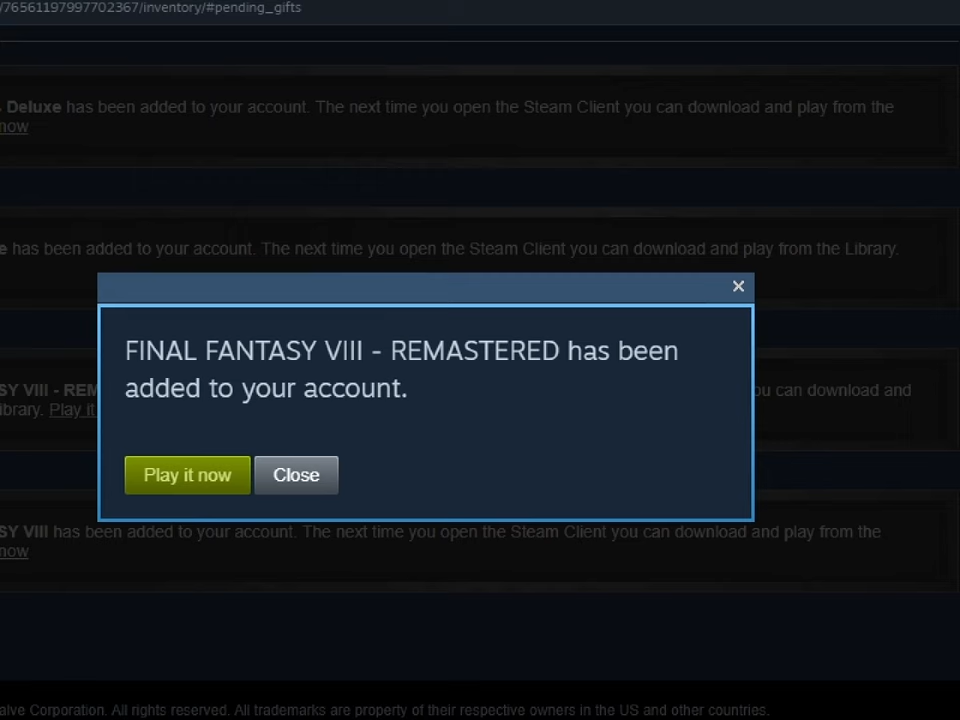 /76561197997702367/inventory/#pending_gifts
Deluxe has been added to your account. The next time you open the Steam Client you can download and play from the
now
has been added to your account. The next time you open the Steam Client you can download and play from the Library.
×
FINAL FANTASY VIII - REMASTERED has been
added to your account.
SY VIII - REM
you can download and
ibrary. Play it
Play it now
Close
SY VIII has been added to your account. The next time you open the Steam Client you can download and play from the
now
alve Corporation. All rights reserved. All trademarks are property of their respective owners in the US and other countries.